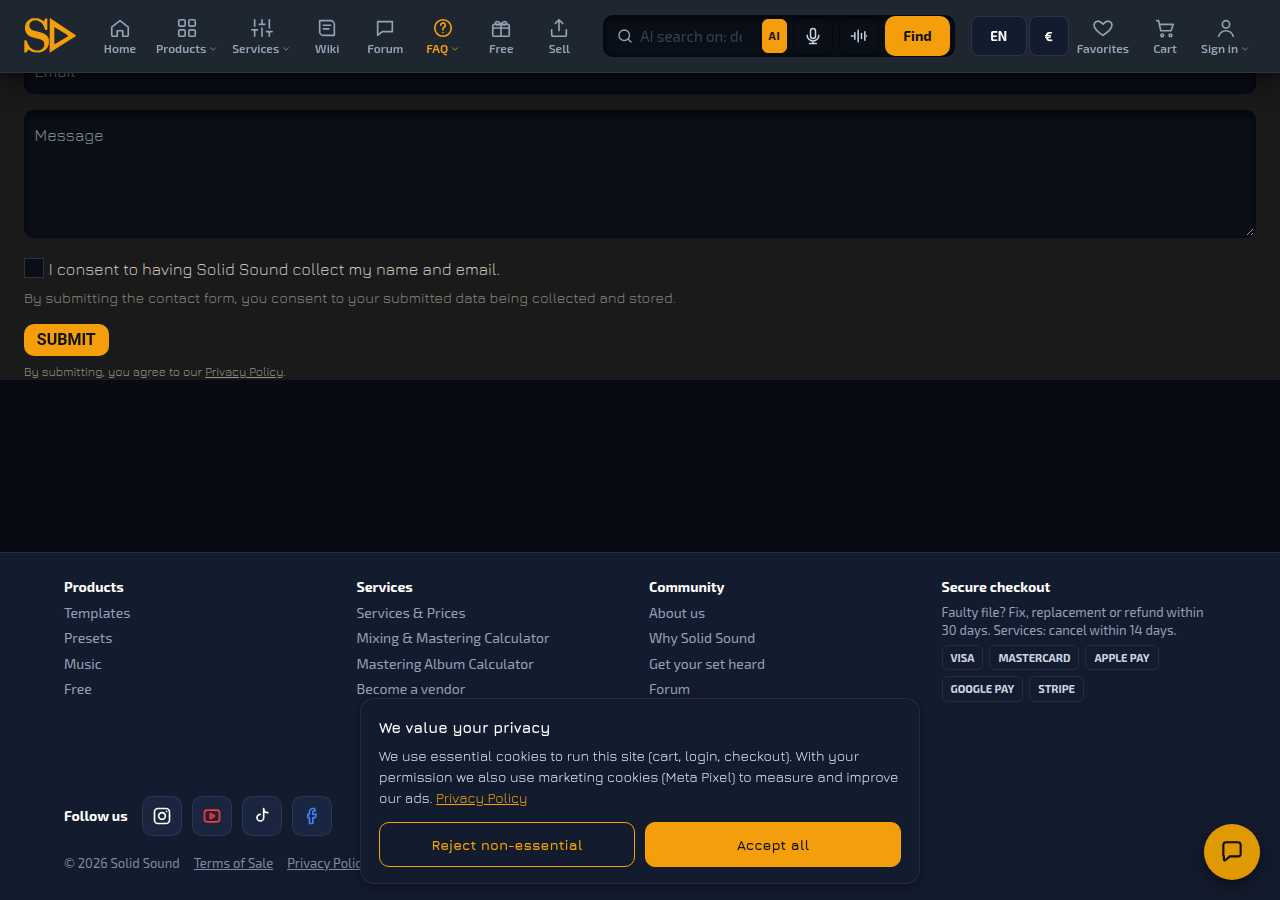 Home
Products
Services
Wiki
Forum
FAQ
Free
Sell
AI search on: de
AI
Find
EN
€
Favorites
Cart
Sign in
Email
Message
I consent to having Solid Sound collect my name and email.
By submitting the contact form, you consent to your submitted data being collected and stored.
SUBMIT
By submitting, you agree to our Privacy Policy.
Products
Templates
Presets
Music
Free
Services
Services & Prices
Mixing & Mastering Calculator
Mastering Album Calculator
Become a vendor
Community
About us
Why Solid Sound
Get your set heard
Forum
Secure checkout
Faulty file? Fix, replacement or refund within
30 days. Services: cancel within 14 days.
VISA
MASTERCARD
APPLE PAY
GOOGLE PAY
STRIPE
We value your privacy
We use essential cookies to run this site (cart, login, checkout). With your
permission we also use marketing cookies (Meta Pixel) to measure and improve
our ads. Privacy Policy
Reject non-essential
Accept all
Follow us
© 2026 Solid Sound
Terms of Sale
Privacy Polic